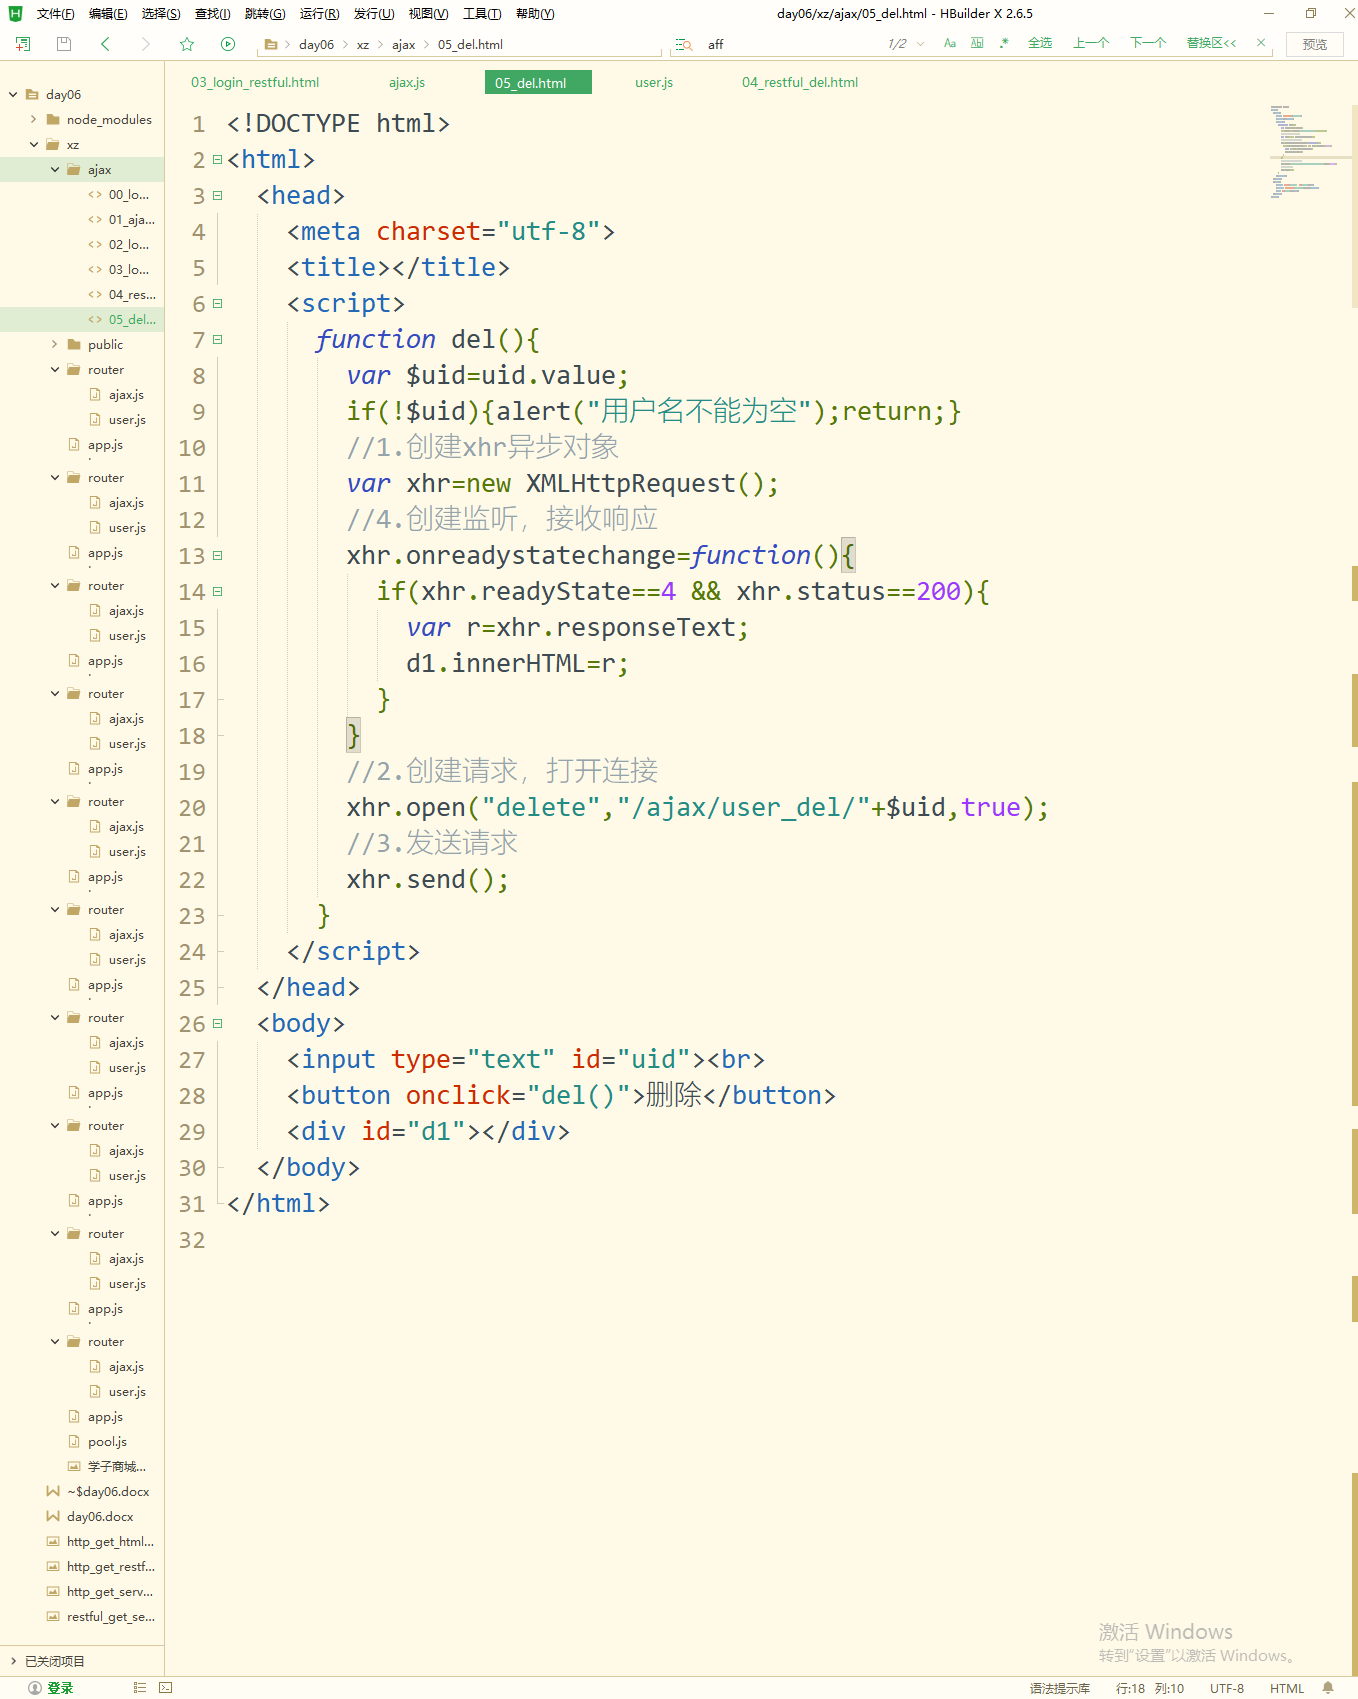 文件(F) 编辑(E) 选择(S) 查找(I) 跳转(G) 运行(R) 发行(U) 视图(V) 工具(T) 帮助(Y) day06/xz/ajax/05_del.html - HBuilder X 2.6.5
day06 xz ajax 05_del.html aff 1/2 Aa .* 全选 上一个 下一个 替换区<< 预览
03_login_restful.html ajax.js 05_del.html user.js 04_restful_del.html
day06
node_modules
xz
ajax
00_lo...
01_aja...
02_lo...
03_lo...
04_res...
05_del...
public
router
ajax.js
user.js
app.js
router
ajax.js
user.js
app.js
router
ajax.js
user.js
app.js
router
ajax.js
user.js
app.js
router
ajax.js
user.js
app.js
router
ajax.js
user.js
app.js
router
ajax.js
user.js
app.js
router
ajax.js
user.js
app.js
router
ajax.js
user.js
app.js
router
ajax.js
user.js
app.js
pool.js
学子商城...
~$day06.docx
day06.docx
http_get_html...
http_get_restf...
http_get_serv...
restful_get_se...
已关闭项目
1 <!DOCTYPE html>
2 <html>
3 <head>
4 <meta charset="utf-8">
5 <title></title>
6 <script>
7 function del(){
8 var $uid=uid.value;
9 if(!$uid){alert("用户名不能为空");return;}
10 //1.创建xhr异步对象
11 var xhr=new XMLHttpRequest();
12 //4.创建监听，接收响应
13 xhr.onreadystatechange=function(){
14 if(xhr.readyState==4 && xhr.status==200){
15 var r=xhr.responseText;
16 d1.innerHTML=r;
17 }
18 }
19 //2.创建请求，打开连接
20 xhr.open("delete","/ajax/user_del/"+$uid,true);
21 //3.发送请求
22 xhr.send();
23 }
24 </script>
25 </head>
26 <body>
27 <input type="text" id="uid"><br>
28 <button onclick="del()">删除</button>
29 <div id="d1"></div>
30 </body>
31 </html>
32
激活 Windows
转到"设置"以激活 Windows。
登录 语法提示库 行:18 列:10 UTF-8 HTML